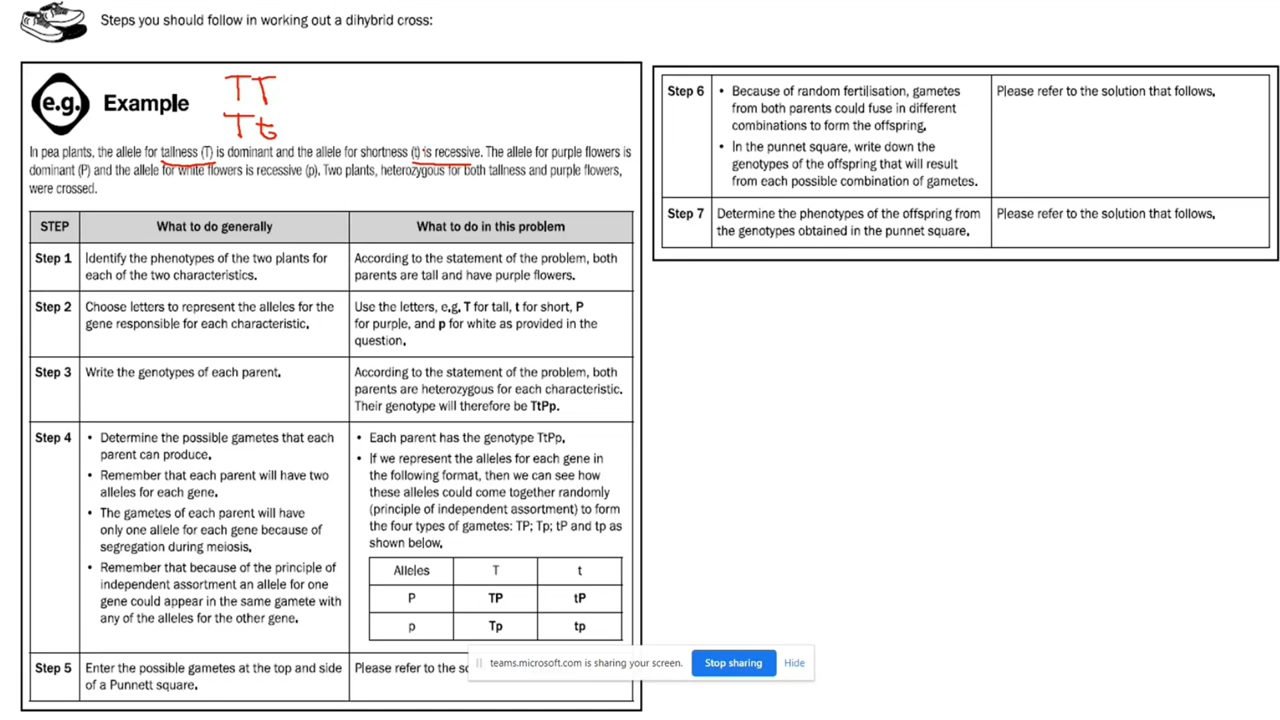 Steps you should follow in working out a dihybrid cross:
e.g.
Example
TT
Tt
In pea plants, the allele for tallness (T) is dominant and the allele for shortness (t) is recessive. The allele for purple flowers is
dominant (P) and the allele for white flowers is recessive (p). Two plants, heterozygous for both tallness and purple flowers,
were crossed.
STEP What to do generally What to do in this problem
Step 1 Identify the phenotypes of the two plants for
each of the two characteristics.
According to the statement of the problem, both
parents are tall and have purple flowers.
Step 2 Choose letters to represent the alleles for the
gene responsible for each characteristic.
Use the letters, e.g. T for tall, t for short, P
for purple, and p for white as provided in the
question.
Step 3 Write the genotypes of each parent.
According to the statement of the problem, both
parents are heterozygous for each characteristic.
Their genotype will therefore be TtPp.
Step 4 • Determine the possible gametes that each
parent can produce.
• Remember that each parent will have two
alleles for each gene.
• The gametes of each parent will have
only one allele for each gene because of
segregation during meiosis.
• Remember that because of the principle of
independent assortment an allele for one
gene could appear in the same gamete with
any of the alleles for the other gene.
• Each parent has the genotype TtPp.
• If we represent the alleles for each gene in
the following format, then we can see how
these alleles could come together randomly
(principle of independent assortment) to form
the four types of gametes: TP; Tp; tP and tp as
shown below.
Alleles T t
P TP tP
p Tp tp
Step 5 Enter the possible gametes at the top and side
of a Punnett square.
Please refer to the
teams.microsoft.com is sharing your screen. Stop sharing Hide
Step 6 • Because of random fertilisation, gametes
from both parents could fuse in different
combinations to form the offspring.
• In the punnet square, write down the
genotypes of the offspring that will result
from each possible combination of gametes.
Please refer to the solution that follows.
Step 7 Determine the phenotypes of the offspring from
the genotypes obtained in the punnet square.
Please refer to the solution that follows.